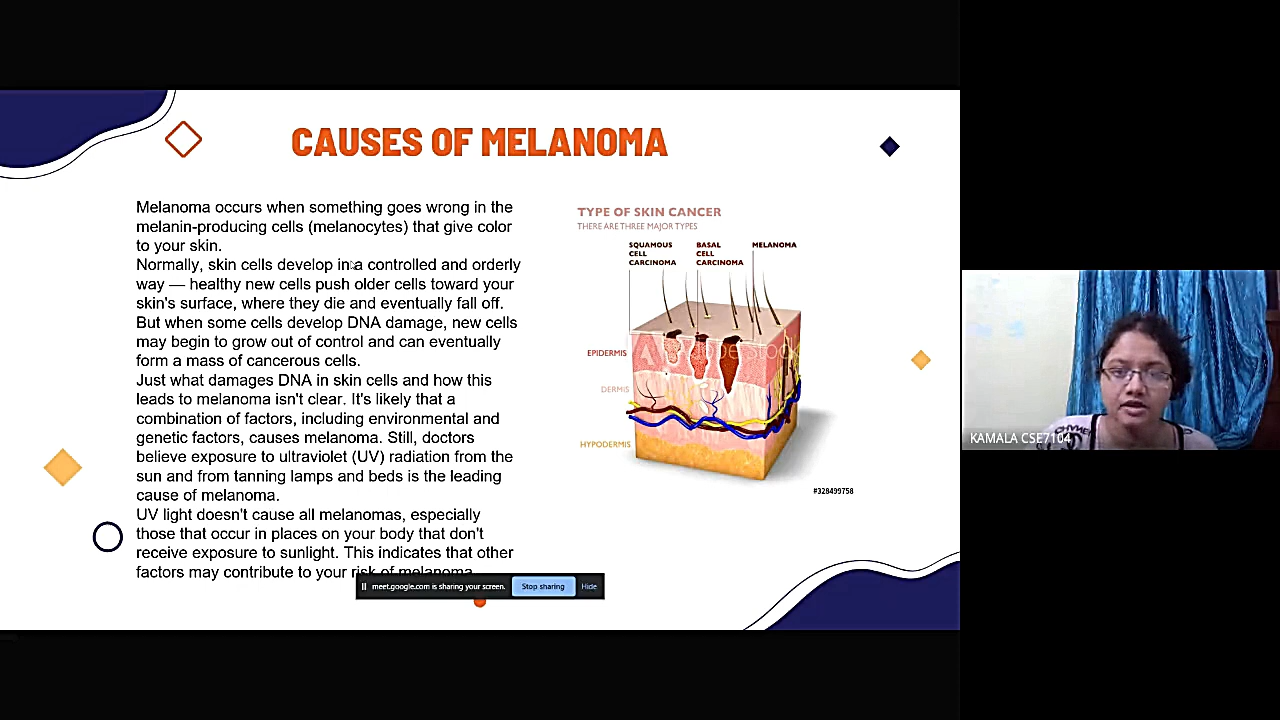 CAUSES OF MELANOMA
Melanoma occurs when something goes wrong in the
melanin-producing cells (melanocytes) that give color
to your skin.
Normally, skin cells develop in a controlled and orderly
way — healthy new cells push older cells toward your
skin's surface, where they die and eventually fall off.
But when some cells develop DNA damage, new cells
may begin to grow out of control and can eventually
form a mass of cancerous cells.
Just what damages DNA in skin cells and how this
leads to melanoma isn't clear. It's likely that a
combination of factors, including environmental and
genetic factors, causes melanoma. Still, doctors
believe exposure to ultraviolet (UV) radiation from the
sun and from tanning lamps and beds is the leading
cause of melanoma.
UV light doesn't cause all melanomas, especially
those that occur in places on your body that don't
receive exposure to sunlight. This indicates that other
factors may contribute to your risk of melanoma
TYPE OF SKIN CANCER
THERE ARE THREE MAJOR TYPES
SQUAMOUS
CELL
CARCINOMA
BASAL
CELL
CARCINOMA
MELANOMA
EPIDERMIS
DERMIS
HYPODERMIS
Adobe Stock
#328499758
meet.google.com is sharing your screen.
Stop sharing
Hide
KAMALA CSE7104